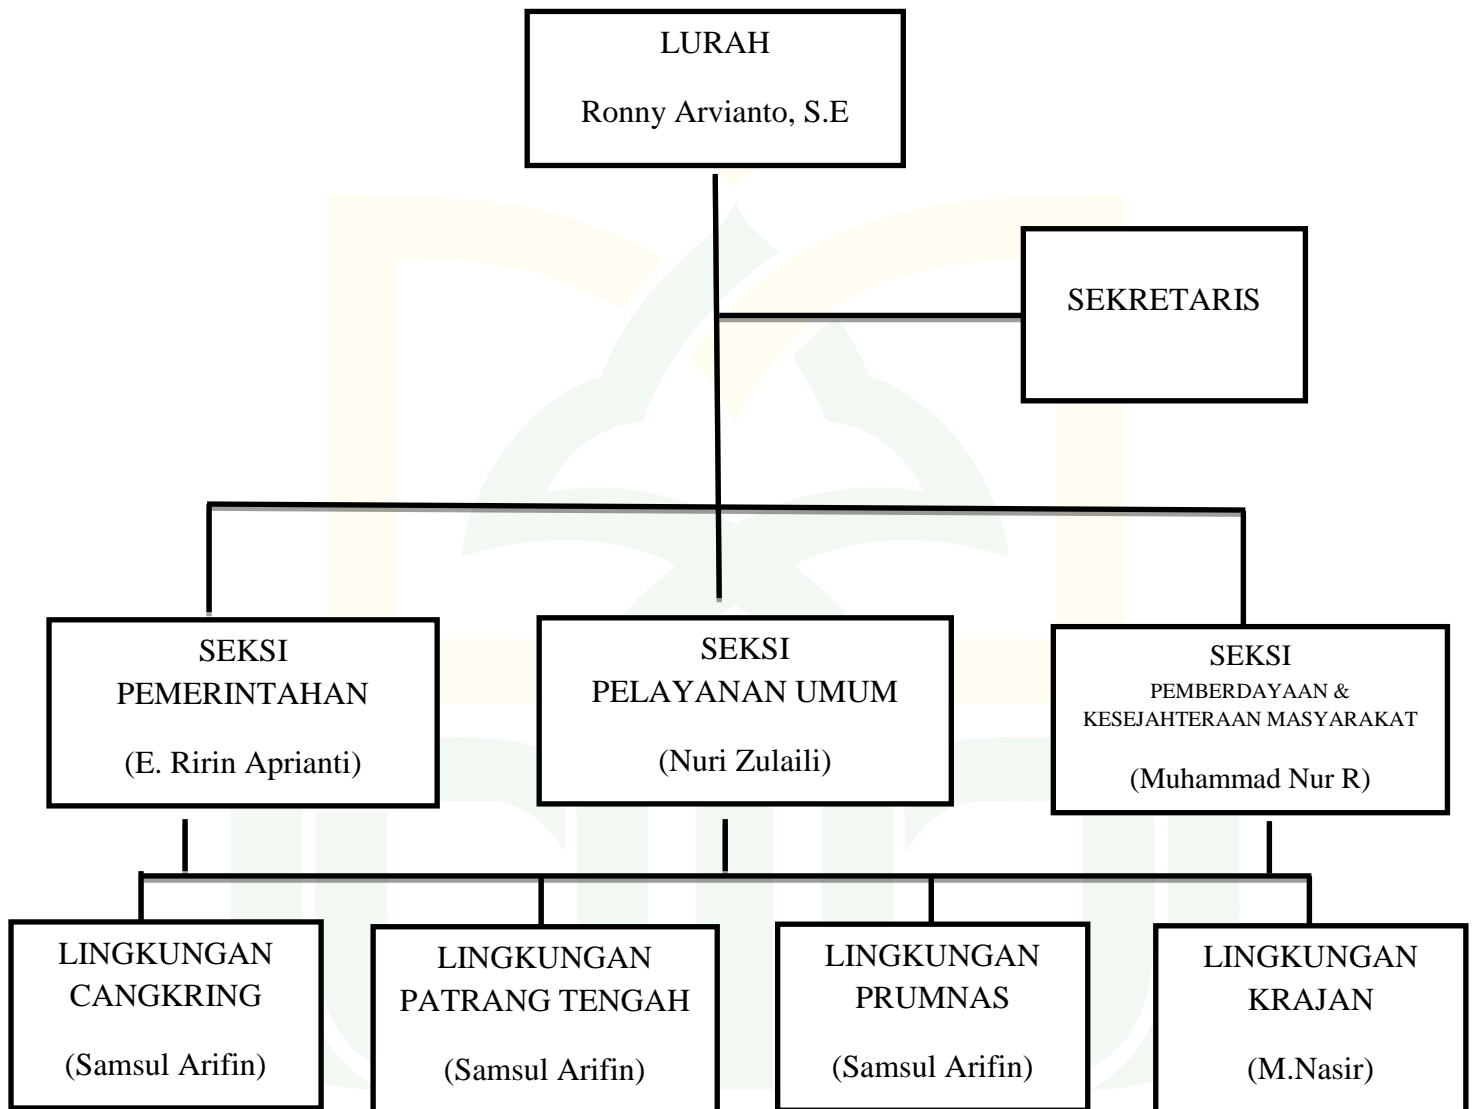 LURAH
Ronny Arvianto, S.E
SEKRETARIS
SEKSI
PEMERINTAHAN
(E. Ririn Aprianti)
SEKSI
PELAYANAN UMUM
(Nuri Zulaili)
SEKSI
PEMBERDAYAAN &
KESEJAHTERAAN MASYARAKAT
(Muhammad Nur R)
LINGKUNGAN
CANGKRING
(Samsul Arifin)
LINGKUNGAN
PATRANG TENGAH
(Samsul Arifin)
LINGKUNGAN
PRUMNAS
(Samsul Arifin)
LINGKUNGAN
KRAJAN
(M.Nasir)